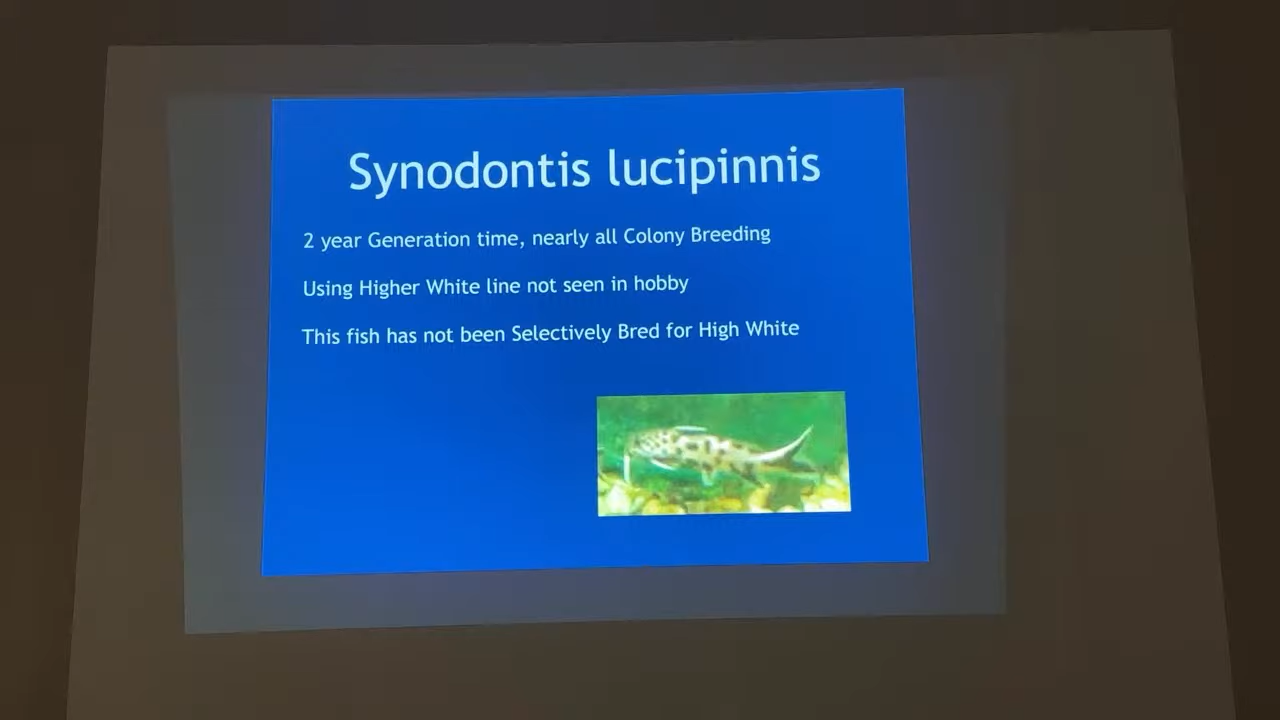 Synodontis lucipinnis
2 year Generation time, nearly all Colony Breeding
Using Higher White line not seen in hobby
This fish has not been Selectively Bred for High White